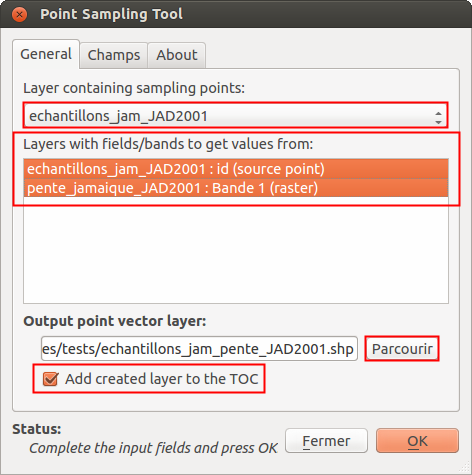 Point Sampling Tool
General Champs About
Layer containing sampling points:
echantillons_jam_JAD2001
Layers with fields/bands to get values from:
echantillons_jam_JAD2001 : id (source point)
pente_jamaique_JAD2001 : Bande 1 (raster)
Output point vector layer:
es/tests/echantillons_jam_pente_JAD2001.shp Parcourir
Add created layer to the TOC
Status:
Complete the input fields and press OK
Fermer OK